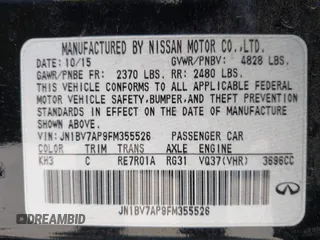 MANUFACTURED BY NISSAN MOTOR CO.,LTD.
DATE: 10/15 GVWR/PNBV: 4828 LBS.
GAWR/PNBE FR: 2370 LBS. RR: 2480 LBS.
THIS VEHICLE CONFORMS TO ALL APPLICABLE FEDERAL
MOTOR VEHICLE SAFETY,BUMPER,AND THEFT PREVENTION
STANDARDS IN EFFECT ON THE DATE OF MANUFACTURE
SHOWN ABOVE.
V.I.N.: JN1BV7AP9FM355526 PASSENGER CAR
COLOR TRIM TRANS AXLE ENGINE
KH3 C RE7R01A RG31 VQ37(VHR) 3696CC
JN1BV7AP9FM355526
INFINITI
DREAMBID